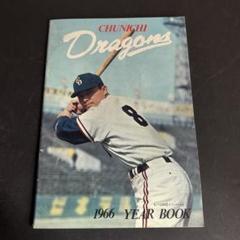 CHUNICHI
Dragons
8
1966 YEAR BOOK